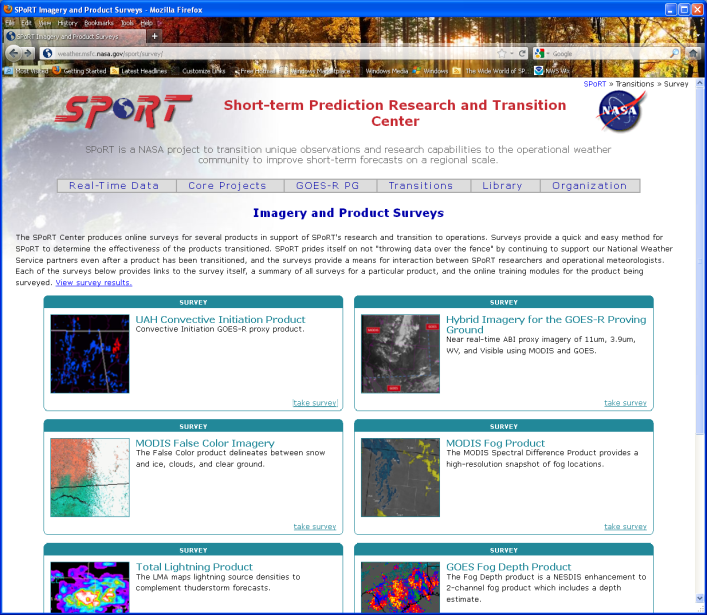 SPoRT Imagery and Product Surveys - Mozilla Firefox
File Edit View History Bookmarks Tools Help
SPoRT Imagery and Product Surveys
weather.msfc.nasa.gov/sport/survey/
Google
Most Visited Getting Started Latest Headlines Customize Links Free Hotmail Windows Marketplace Windows Media Windows The Wide World of SP... NWS Wo
SPoRT » Transitions » Survey
SPoRT
Short-term Prediction Research and Transition
Center
NASA
SPoRT is a NASA project to transition unique observations and research capabilities to the operational weather
community to improve short-term forecasts on a regional scale.
Real-Time Data Core Projects GOES-R PG Transitions Library Organization
Imagery and Product Surveys
The SPoRT Center produces online surveys for several products in support of SPoRT's research and transition to operations. Surveys provide a quick and easy method for
SPoRT to determine the effectiveness of the products transitioned. SPoRT prides itself on not "throwing data over the fence" by continuing to support our National Weather
Service partners even after a product has been transitioned, and the surveys provide a means for interaction between SPoRT researchers and operational meteorologists.
Each of the surveys below provides links to the survey itself, a summary of all surveys for a particular product, and the online training modules for the product being
surveyed. View survey results.
SURVEY
UAH Convective Initiation Product
Convective Initiation GOES-R proxy product.
take survey
SURVEY
Hybrid Imagery for the GOES-R Proving
Ground
Near real-time ABI proxy imagery of 11um, 3.9um,
WV, and Visible using MODIS and GOES.
take survey
SURVEY
MODIS False Color Imagery
The False Color product delineates between snow
and ice, clouds, and clear ground.
take survey
SURVEY
MODIS Fog Product
The MODIS Spectral Difference Product provides a
high-resolution snapshot of fog locations.
take survey
SURVEY
Total Lightning Product
The LMA maps lightning source densities to
complement thuderstorm forecasts.
SURVEY
GOES Fog Depth Product
The Fog Depth product is a NESDIS enhancement to
2-channel fog product which includes a depth
estimate.